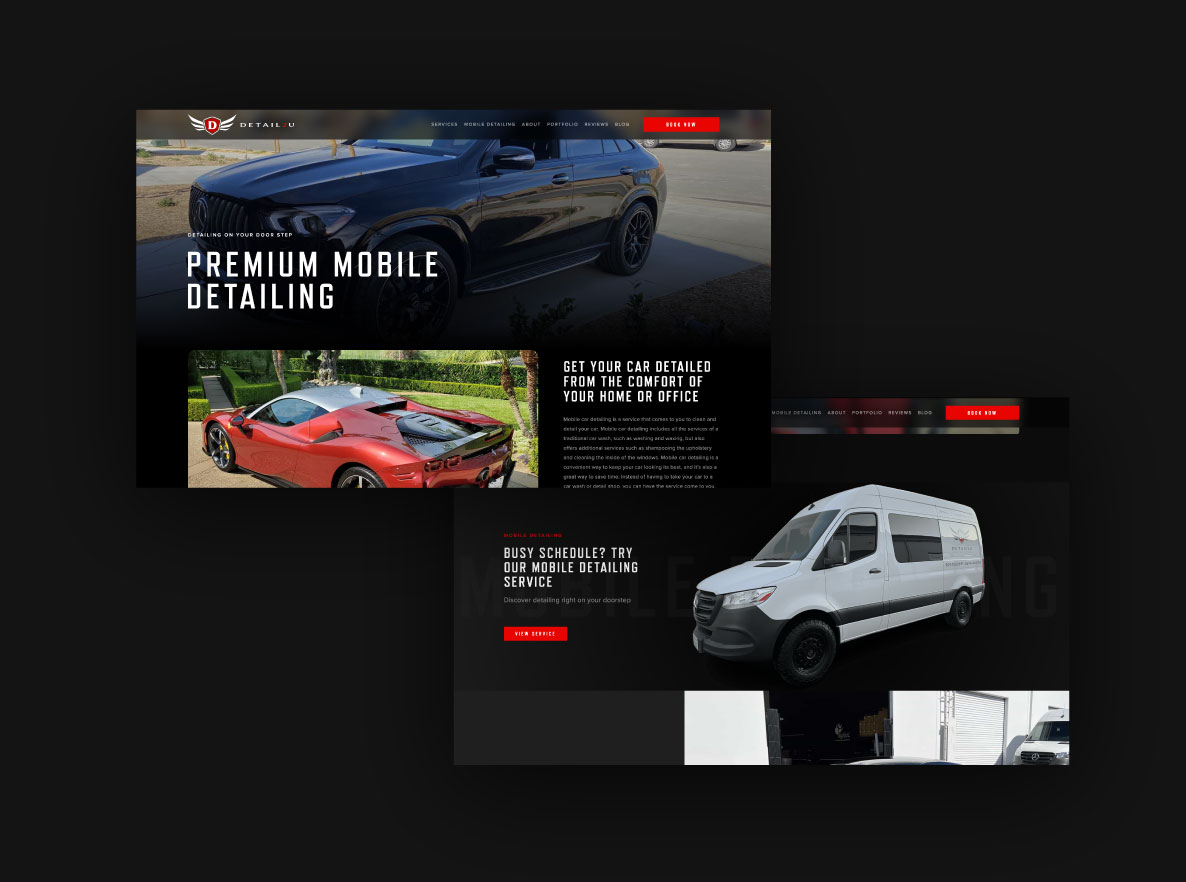 D
DETAIL2U
SERVICES MOBILE DETAILING ABOUT PORTFOLIO REVIEWS BLOG
BOOK NOW
DETAILING ON YOUR DOOR STEP
PREMIUM MOBILE
DETAILING
GET YOUR CAR DETAILED
FROM THE COMFORT OF
YOUR HOME OR OFFICE
Mobile car detailing is a service that comes to you to clean and
detail your car. Mobile car detailing includes all the services of a
traditional car wash, such as washing and waxing, but also
offers additional services such as shampooing the upholstery
and cleaning the inside of the windows. Mobile car detailing is a
convenient way to keep your car looking its best, and it's also a
great way to save time. Instead of having to take your car to a
car wash or detail shop, you can have the service come to you.
MOBILE DETAILING ABOUT PORTFOLIO REVIEWS BLOG
BOOK NOW
MOBILE DETAILING
MOBILE DETAILING
BUSY SCHEDULE? TRY
OUR MOBILE DETAILING
SERVICE
Discover detailing right on your doorstep
VIEW SERVICE